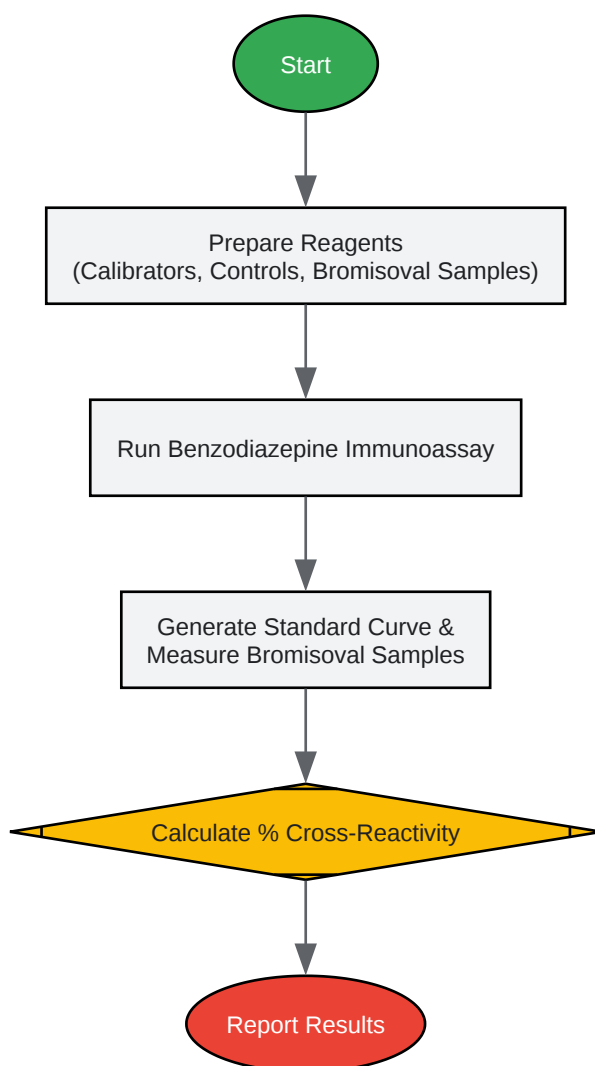 Start
Prepare Reagents
(Calibrators, Controls, Bromisoval Samples)
Run Benzodiazepine Immunoassay
Generate Standard Curve &
Measure Bromisoval Samples
Calculate % Cross-Reactivity
Report Results